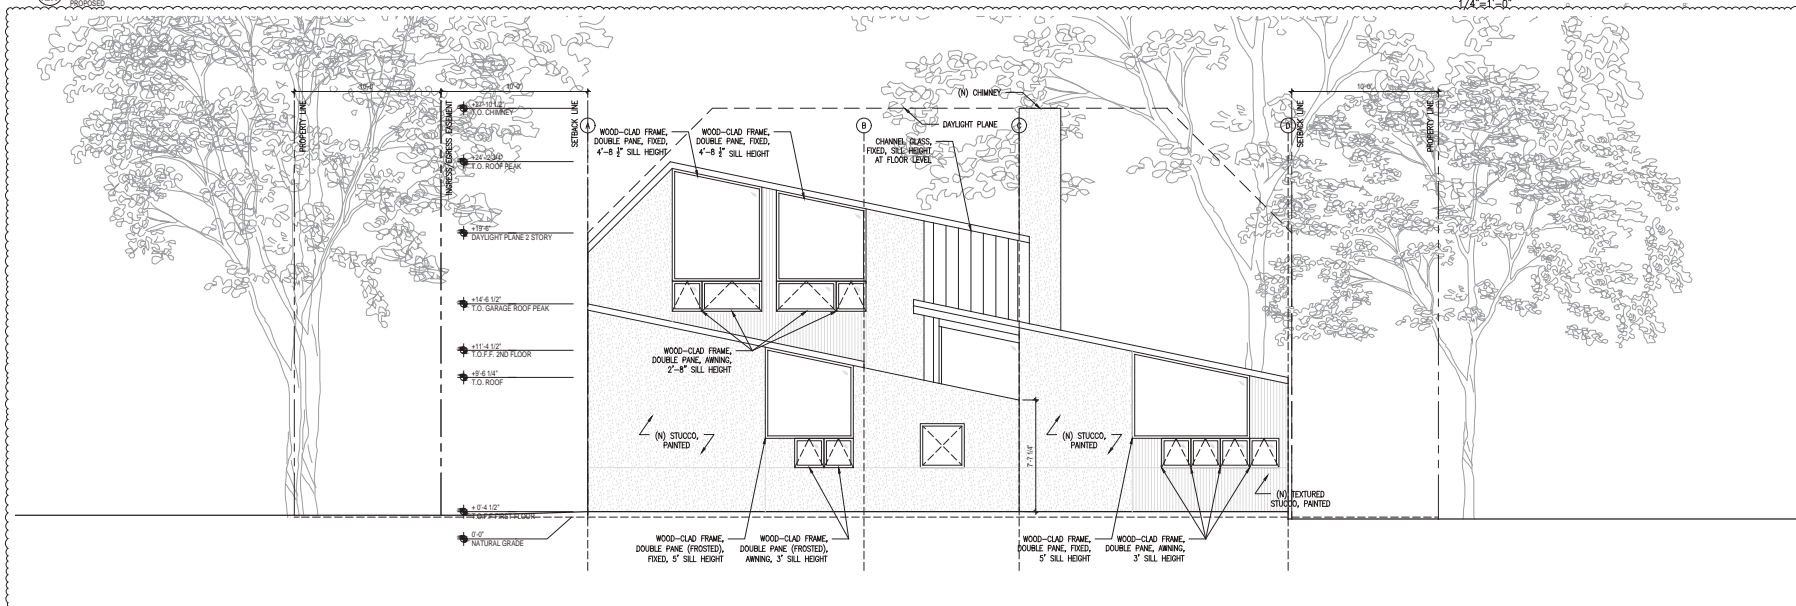 PROPOSED
1/4"=1'-0"
10'-0"
10'-0"
10'-0"
PROPERTY LINE
INGRESS/EGRESS EASEMENT
SETBACK LINE
SETBACK LINE
PROPERTY LINE
A
B
C
D
T.O. CHIMNEY
T.O. ROOF PEAK
+19'-6"
DAYLIGHT PLANE 2 STORY
+14'-6 1/2"
T.O. GARAGE ROOF PEAK
+11'-4 1/2"
T.O.F.F. 2ND FLOOR
+9'-6 1/4"
T.O. ROOF
+ 0'-4 1/2"
T.O.F.F FIRST FLOOR
0'-0"
NATURAL GRADE
(N) CHIMNEY
DAYLIGHT PLANE
WOOD-CLAD FRAME,
DOUBLE PANE, FIXED,
4'-8 ½" SILL HEIGHT
WOOD-CLAD FRAME,
DOUBLE PANE, FIXED,
4'-8 ½" SILL HEIGHT
CHANNEL GLASS,
FIXED, SILL HEIGHT
AT FLOOR LEVEL
WOOD-CLAD FRAME,
DOUBLE PANE, AWNING,
2'-8" SILL HEIGHT
(N) STUCCO,
PAINTED
(N) STUCCO,
PAINTED
7'-7 1/4"
(N) TEXTURED
STUCCO, PAINTED
WOOD-CLAD FRAME,
DOUBLE PANE (FROSTED),
FIXED, 5' SILL HEIGHT
WOOD-CLAD FRAME,
DOUBLE PANE (FROSTED),
AWNING, 3' SILL HEIGHT
WOOD-CLAD FRAME,
DOUBLE PANE, FIXED,
5' SILL HEIGHT
WOOD-CLAD FRAME,
DOUBLE PANE, AWNING,
3' SILL HEIGHT